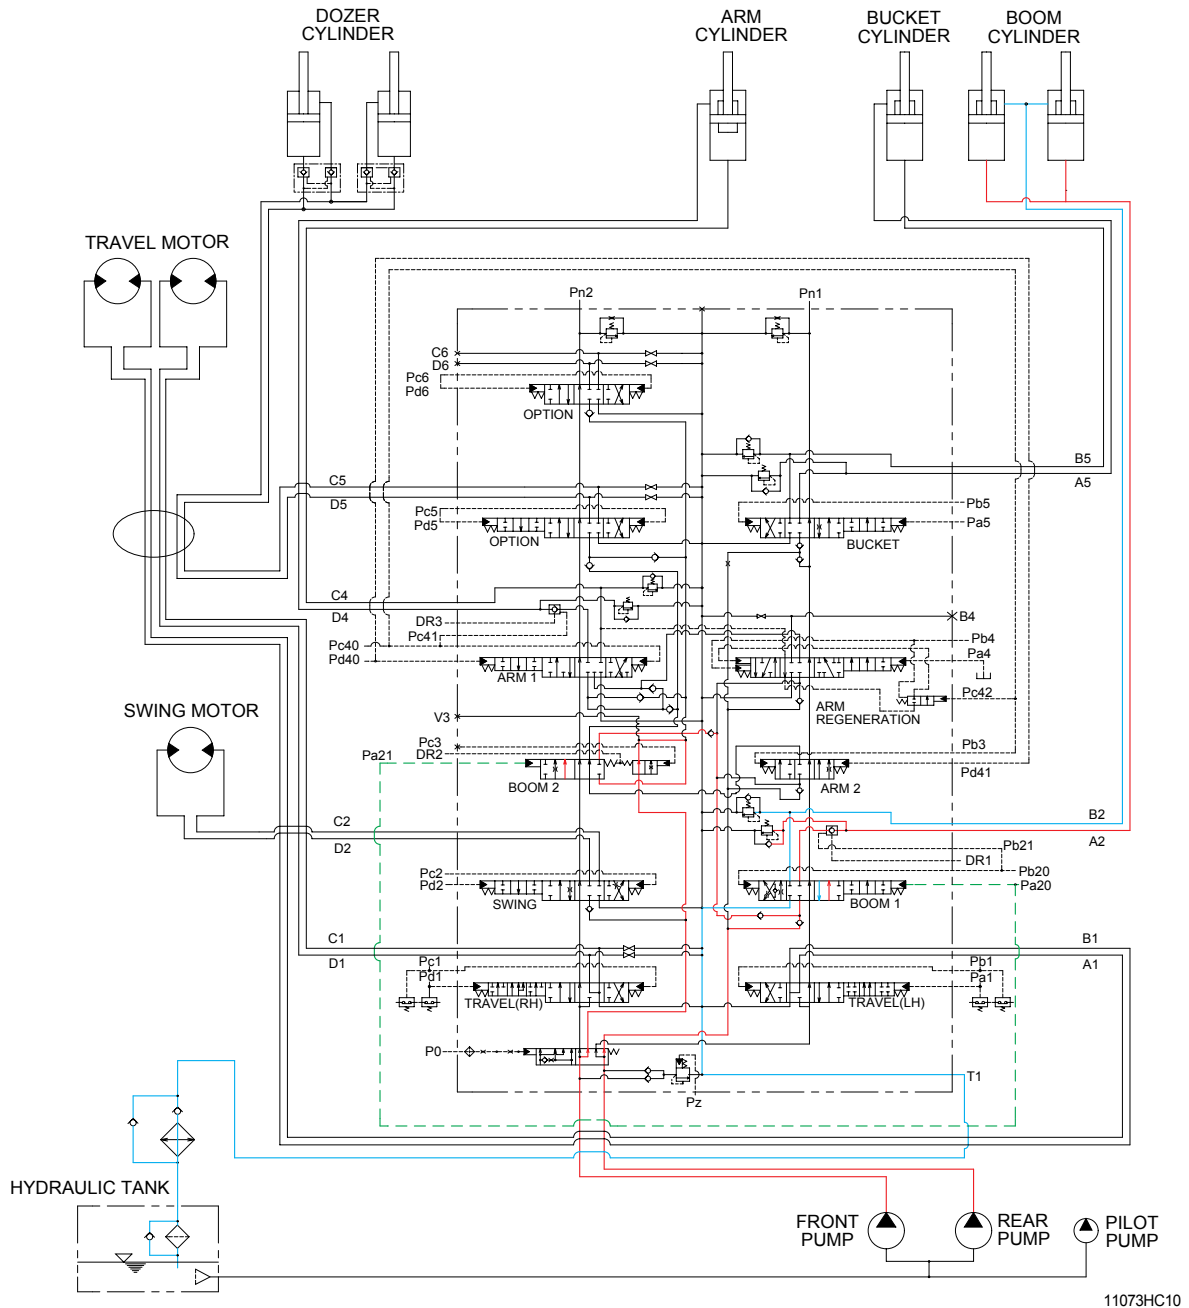 DOZER
CYLINDER
ARM
CYLINDER
BUCKET
CYLINDER
BOOM
CYLINDER
TRAVEL MOTOR
Pn2
Pn1
C6
D6
Pc6
Pd6
OPTION
C5
D5
Pc5
Pd5
OPTION
B5
A5
Pb5
Pa5
BUCKET
C4
D4
DR3
Pc41
Pc40
Pd40
ARM 1
B4
Pb4
Pa4
Pc42
ARM
REGENERATION
SWING MOTOR
V3
Pc3
DR2
Pa21
BOOM 2
Pb3
Pd41
ARM 2
C2
D2
Pc2
Pd2
SWING
B2
A2
Pb21
DR1
Pb20
Pa20
BOOM 1
C1
D1
Pc1
Pd1
TRAVEL(RH)
B1
A1
Pb1
Pa1
TRAVEL(LH)
P0
Pz
T1
HYDRAULIC TANK
FRONT
PUMP
REAR
PUMP
PILOT
PUMP
11073HC10